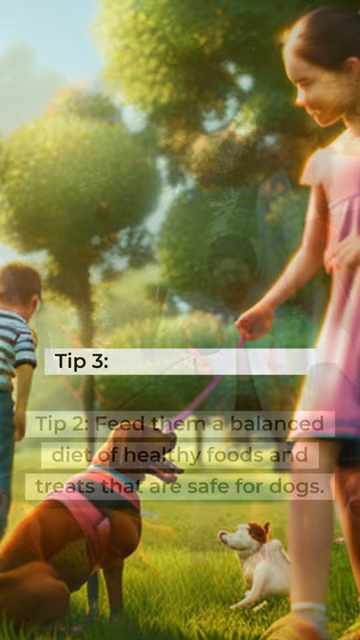 Tip 3:
Tip 2: Feed them a balanced
diet of healthy foods and
treats that are safe for dogs.